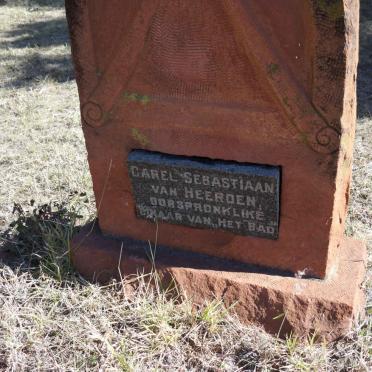 CAREL SEBASTIAAN
VAN HEERDEN
OORSPRONKLIKE
EIENAAR VAN HET BAD